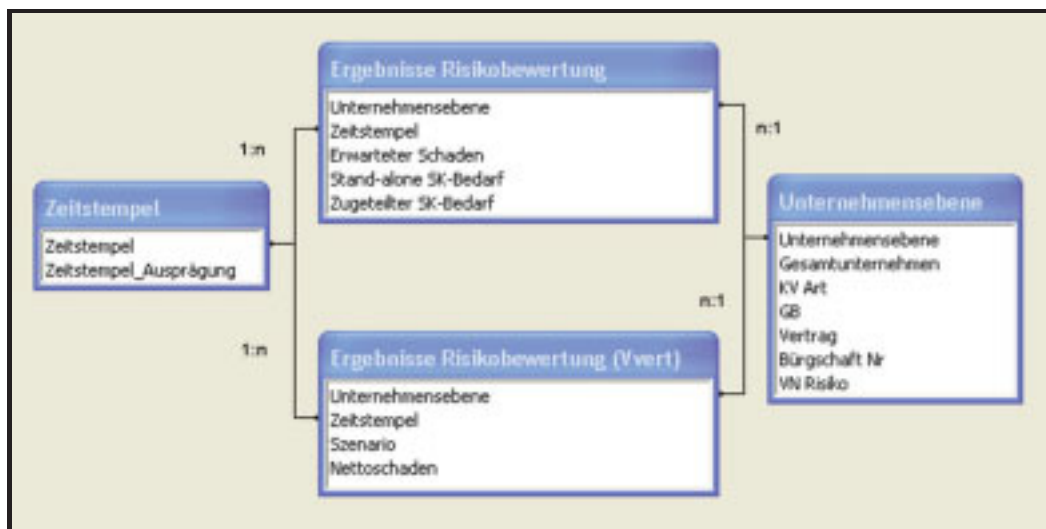 Ergebnisse Risikobewertung
Unternehmensebene
Zeitstempel
Erwarteter Schaden
Stand-alone SK-Bedarf
Zugeteilter SK-Bedarf
1:n
n:1
Zeitstempel
Zeitstempel
Zeitstempel_Ausprägung
Unternehmensebene
Unternehmensebene
Gesamtunternehmen
KV Art
GB
Vertrag
Bürgschaft Nr
VN Risiko
1:n
n:1
Ergebnisse Risikobewertung (Vvert)
Unternehmensebene
Zeitstempel
Szenario
Nettoschaden